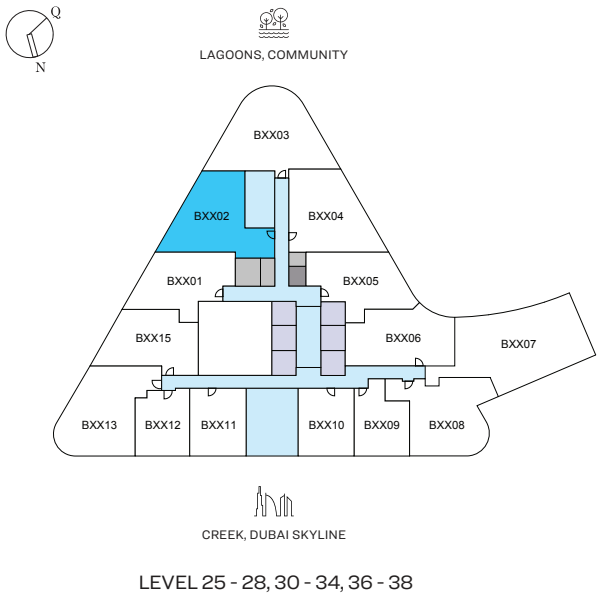 Q
N
LAGOONS, COMMUNITY
BXX03
BXX02
BXX04
BXX01
BXX05
BXX15
BXX06
BXX07
BXX13
BXX12
BXX11
BXX10
BXX09
BXX08
CREEK, DUBAI SKYLINE
LEVEL 25 - 28, 30 - 34, 36 - 38